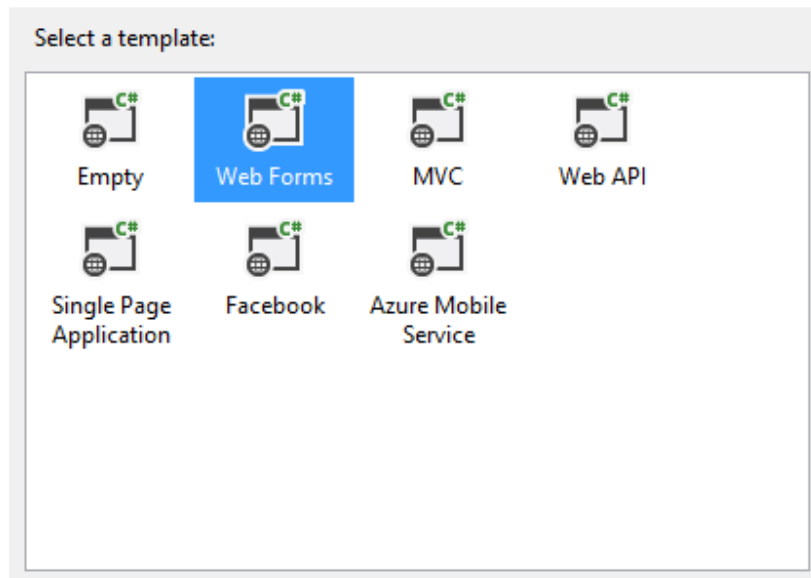 Select a template:
C# C# C# C#
Empty Web Forms MVC Web API
C# C# C#
Single Page Facebook Azure Mobile
Application Service